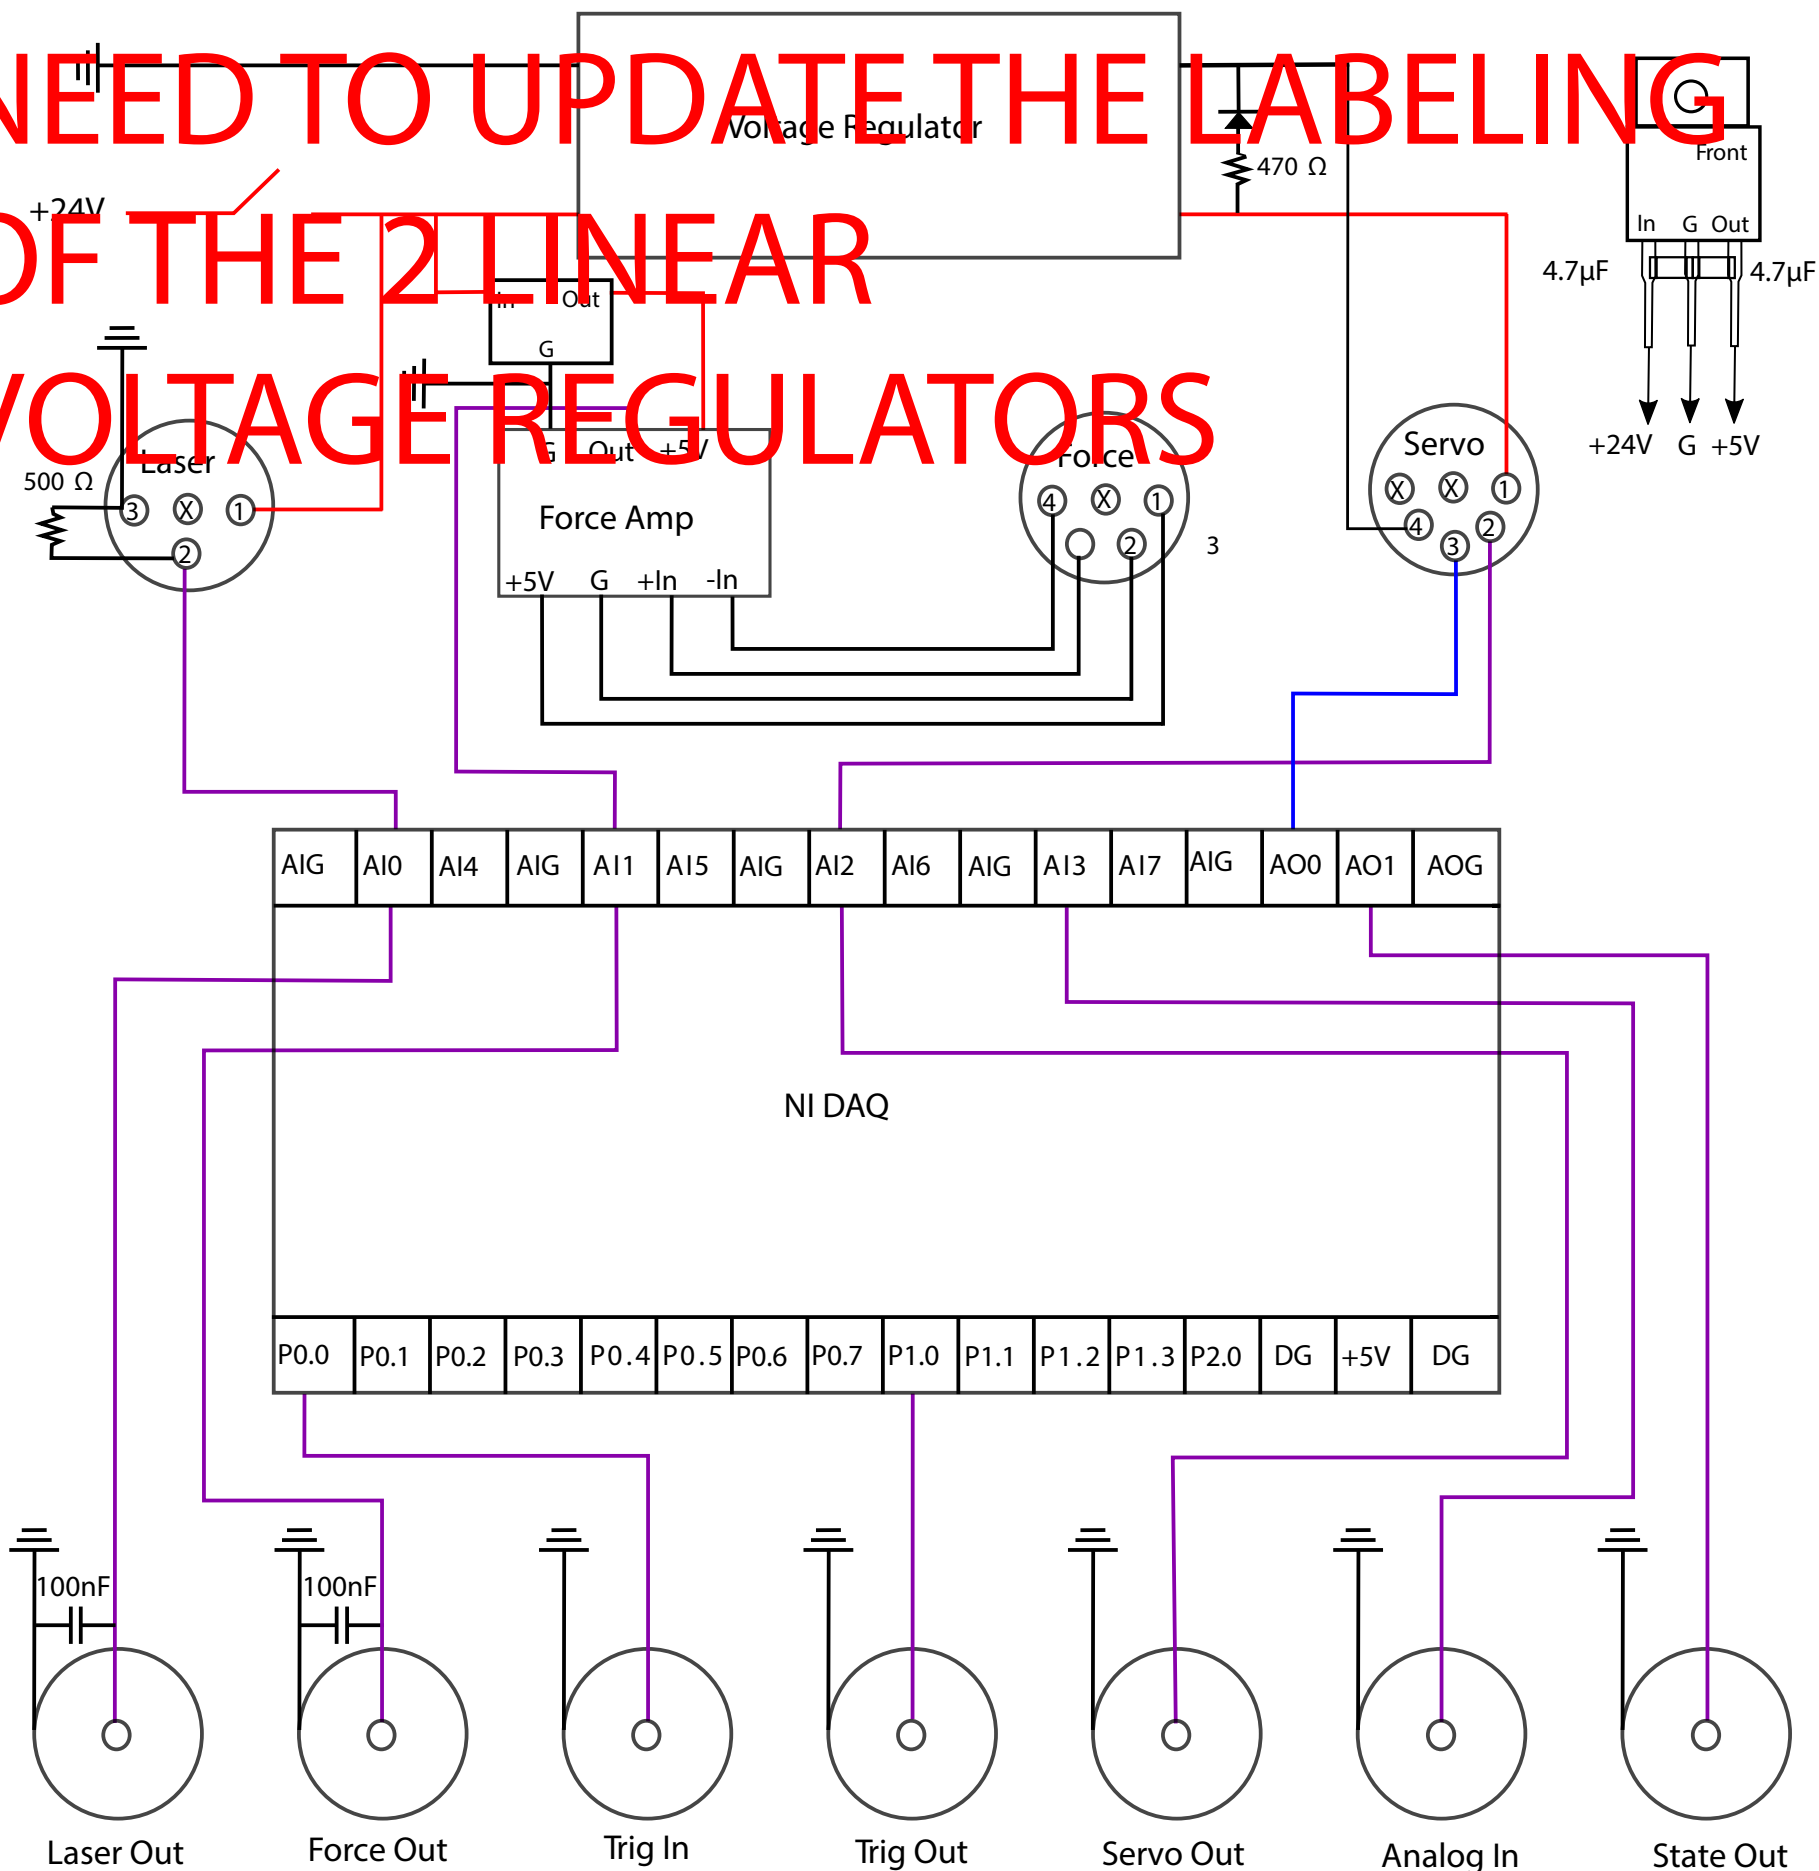 NEED TO UPDATE THE LABELING
OF THE 2 LINEAR
VOLTAGE REGULATORS
Voltage Regulator
470 Ω
Front
In G Out
4.7µF 4.7µF
+24V G +5V
+24V
In Out
G
Laser
500 Ω
3 X 1
2
G Out +5V
Force Amp
+5V G +In -In
Force
4 X 1
2
3
Servo
X X 1
4 3 2
AIG AI0 AI4 AIG AI1 AI5 AIG AI2 AI6 AIG AI3 AI7 AIG AO0 AO1 AOG
NI DAQ
P0.0 P0.1 P0.2 P0.3 P0.4 P0.5 P0.6 P0.7 P1.0 P1.1 P1.2 P1.3 P2.0 DG +5V DG
100nF 100nF
Laser Out Force Out Trig In Trig Out Servo Out Analog In State Out